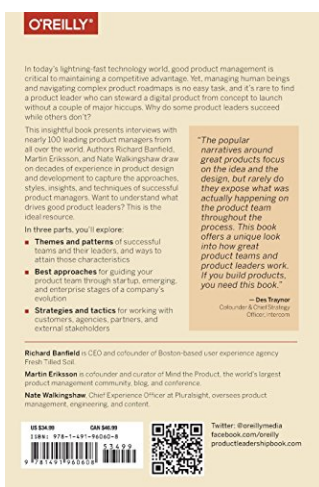 O'REILLY®
In today's lightning-fast technology world, good product management is
critical to maintaining a competitive advantage. Yet, managing human beings
and navigating complex product roadmaps is no easy task, and it's rare to find
a product leader who can steward a digital product from concept to launch
without a couple of major hiccups. Why do some product leaders succeed
while others don't?
This insightful book presents interviews with
nearly 100 leading product managers from
all over the world. Authors Richard Banfield,
Martin Eriksson, and Nate Walkingshaw draw
on decades of experience in product design
and development to capture the approaches,
styles, insights, and techniques of successful
product managers. Want to understand what
drives good product leaders? This is the
ideal resource.
In three parts, you'll explore:
Themes and patterns of successful
teams and their leaders, and ways to
attain those characteristics
Best approaches for guiding your
product team through startup, emerging,
and enterprise stages of a company's
evolution
Strategies and tactics for working with
customers, agencies, partners, and
external stakeholders
"The popular
narratives around
great products focus
on the idea and the
design, but rarely do
they expose what was
actually happening on
the product team
throughout the
process. This book
offers a unique look
into how great
product teams and
product leaders work.
If you build products,
you need this book."
— Des Traynor
Cofounder & Chief Strategy
Officer, Intercom
Richard Banfield is CEO and cofounder of Boston-based user experience agency
Fresh Tilled Soil.
Martin Eriksson is cofounder and curator of Mind the Product, the world's largest
product management community, blog, and conference.
Nate Walkingshaw, Chief Experience Officer at Pluralsight, oversees product
management, engineering, and content.
US $34.99 CAN $46.99
ISBN: 978-1-491-96060-8
53499
9 781491 960608
Twitter: @oreillymedia
facebook.com/oreilly
productleadershipbook.com